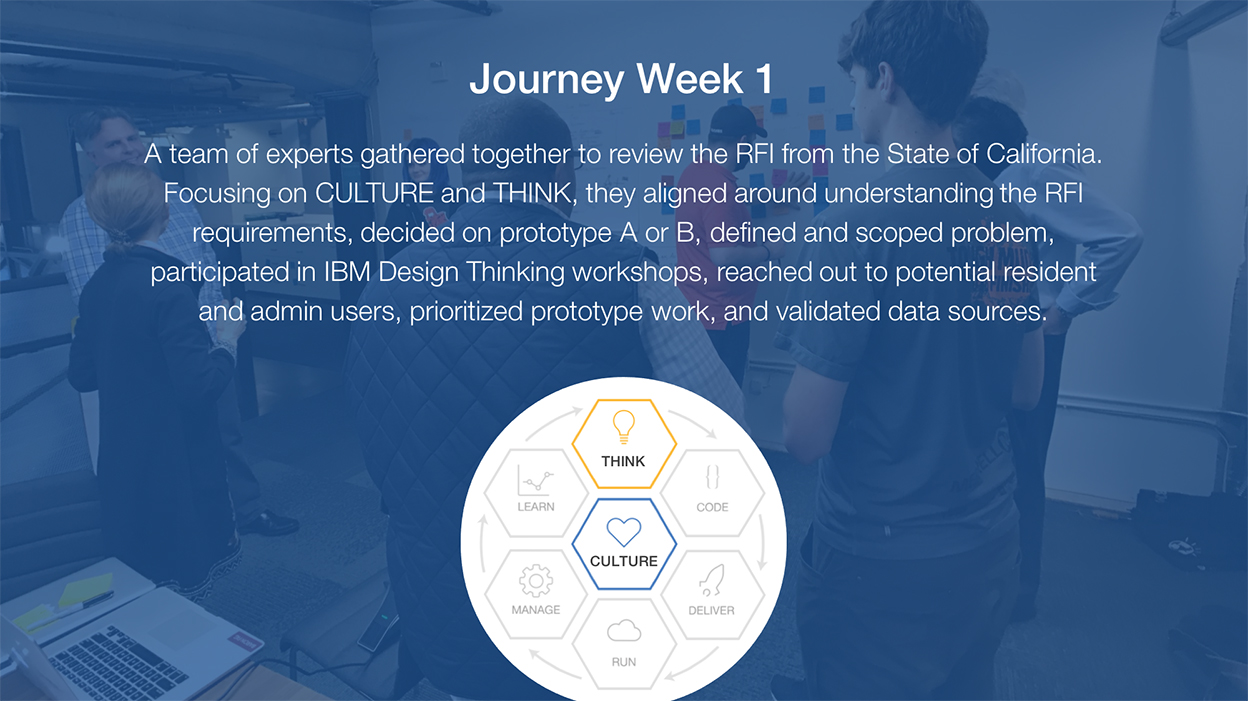 Journey Week 1
A team of experts gathered together to review the RFI from the State of California.
Focusing on CULTURE and THINK, they aligned around understanding the RFI
requirements, decided on prototype A or B, defined and scoped problem,
participated in IBM Design Thinking workshops, reached out to potential resident
and admin users, prioritized prototype work, and validated data sources.
THINK
LEARN
CODE
CULTURE
MANAGE
DELIVER
RUN